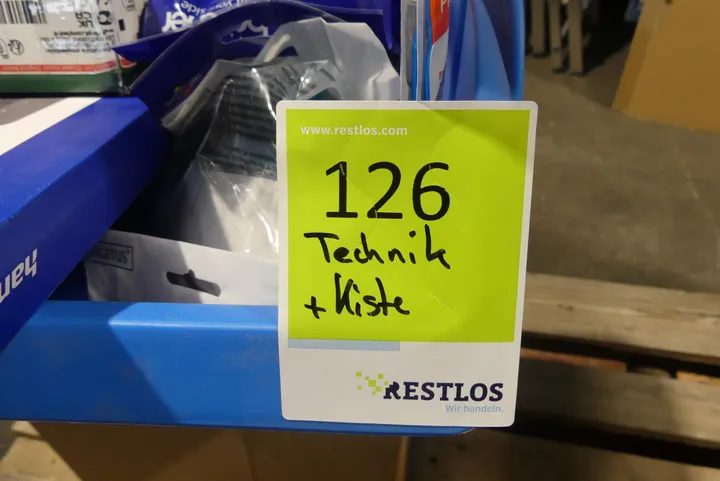 www.restlos.com
126
Technik
+ Kiste
RESTLOS
Wir handeln.